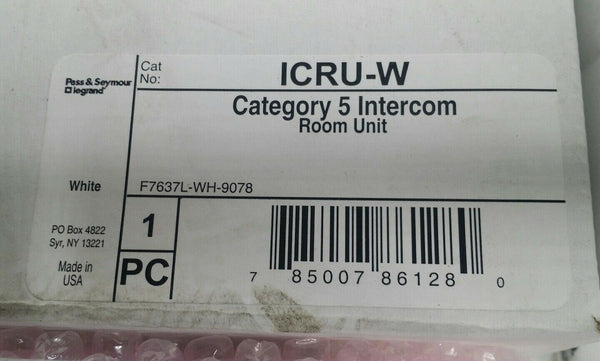 Pass & Seymour
legrand
Cat
No:
ICRU-W
Category 5 Intercom
Room Unit
White
F7637L-WH-9078
PO Box 4822
Syr, NY 13221
Made in
USA
1
PC
7 85007 86128 0